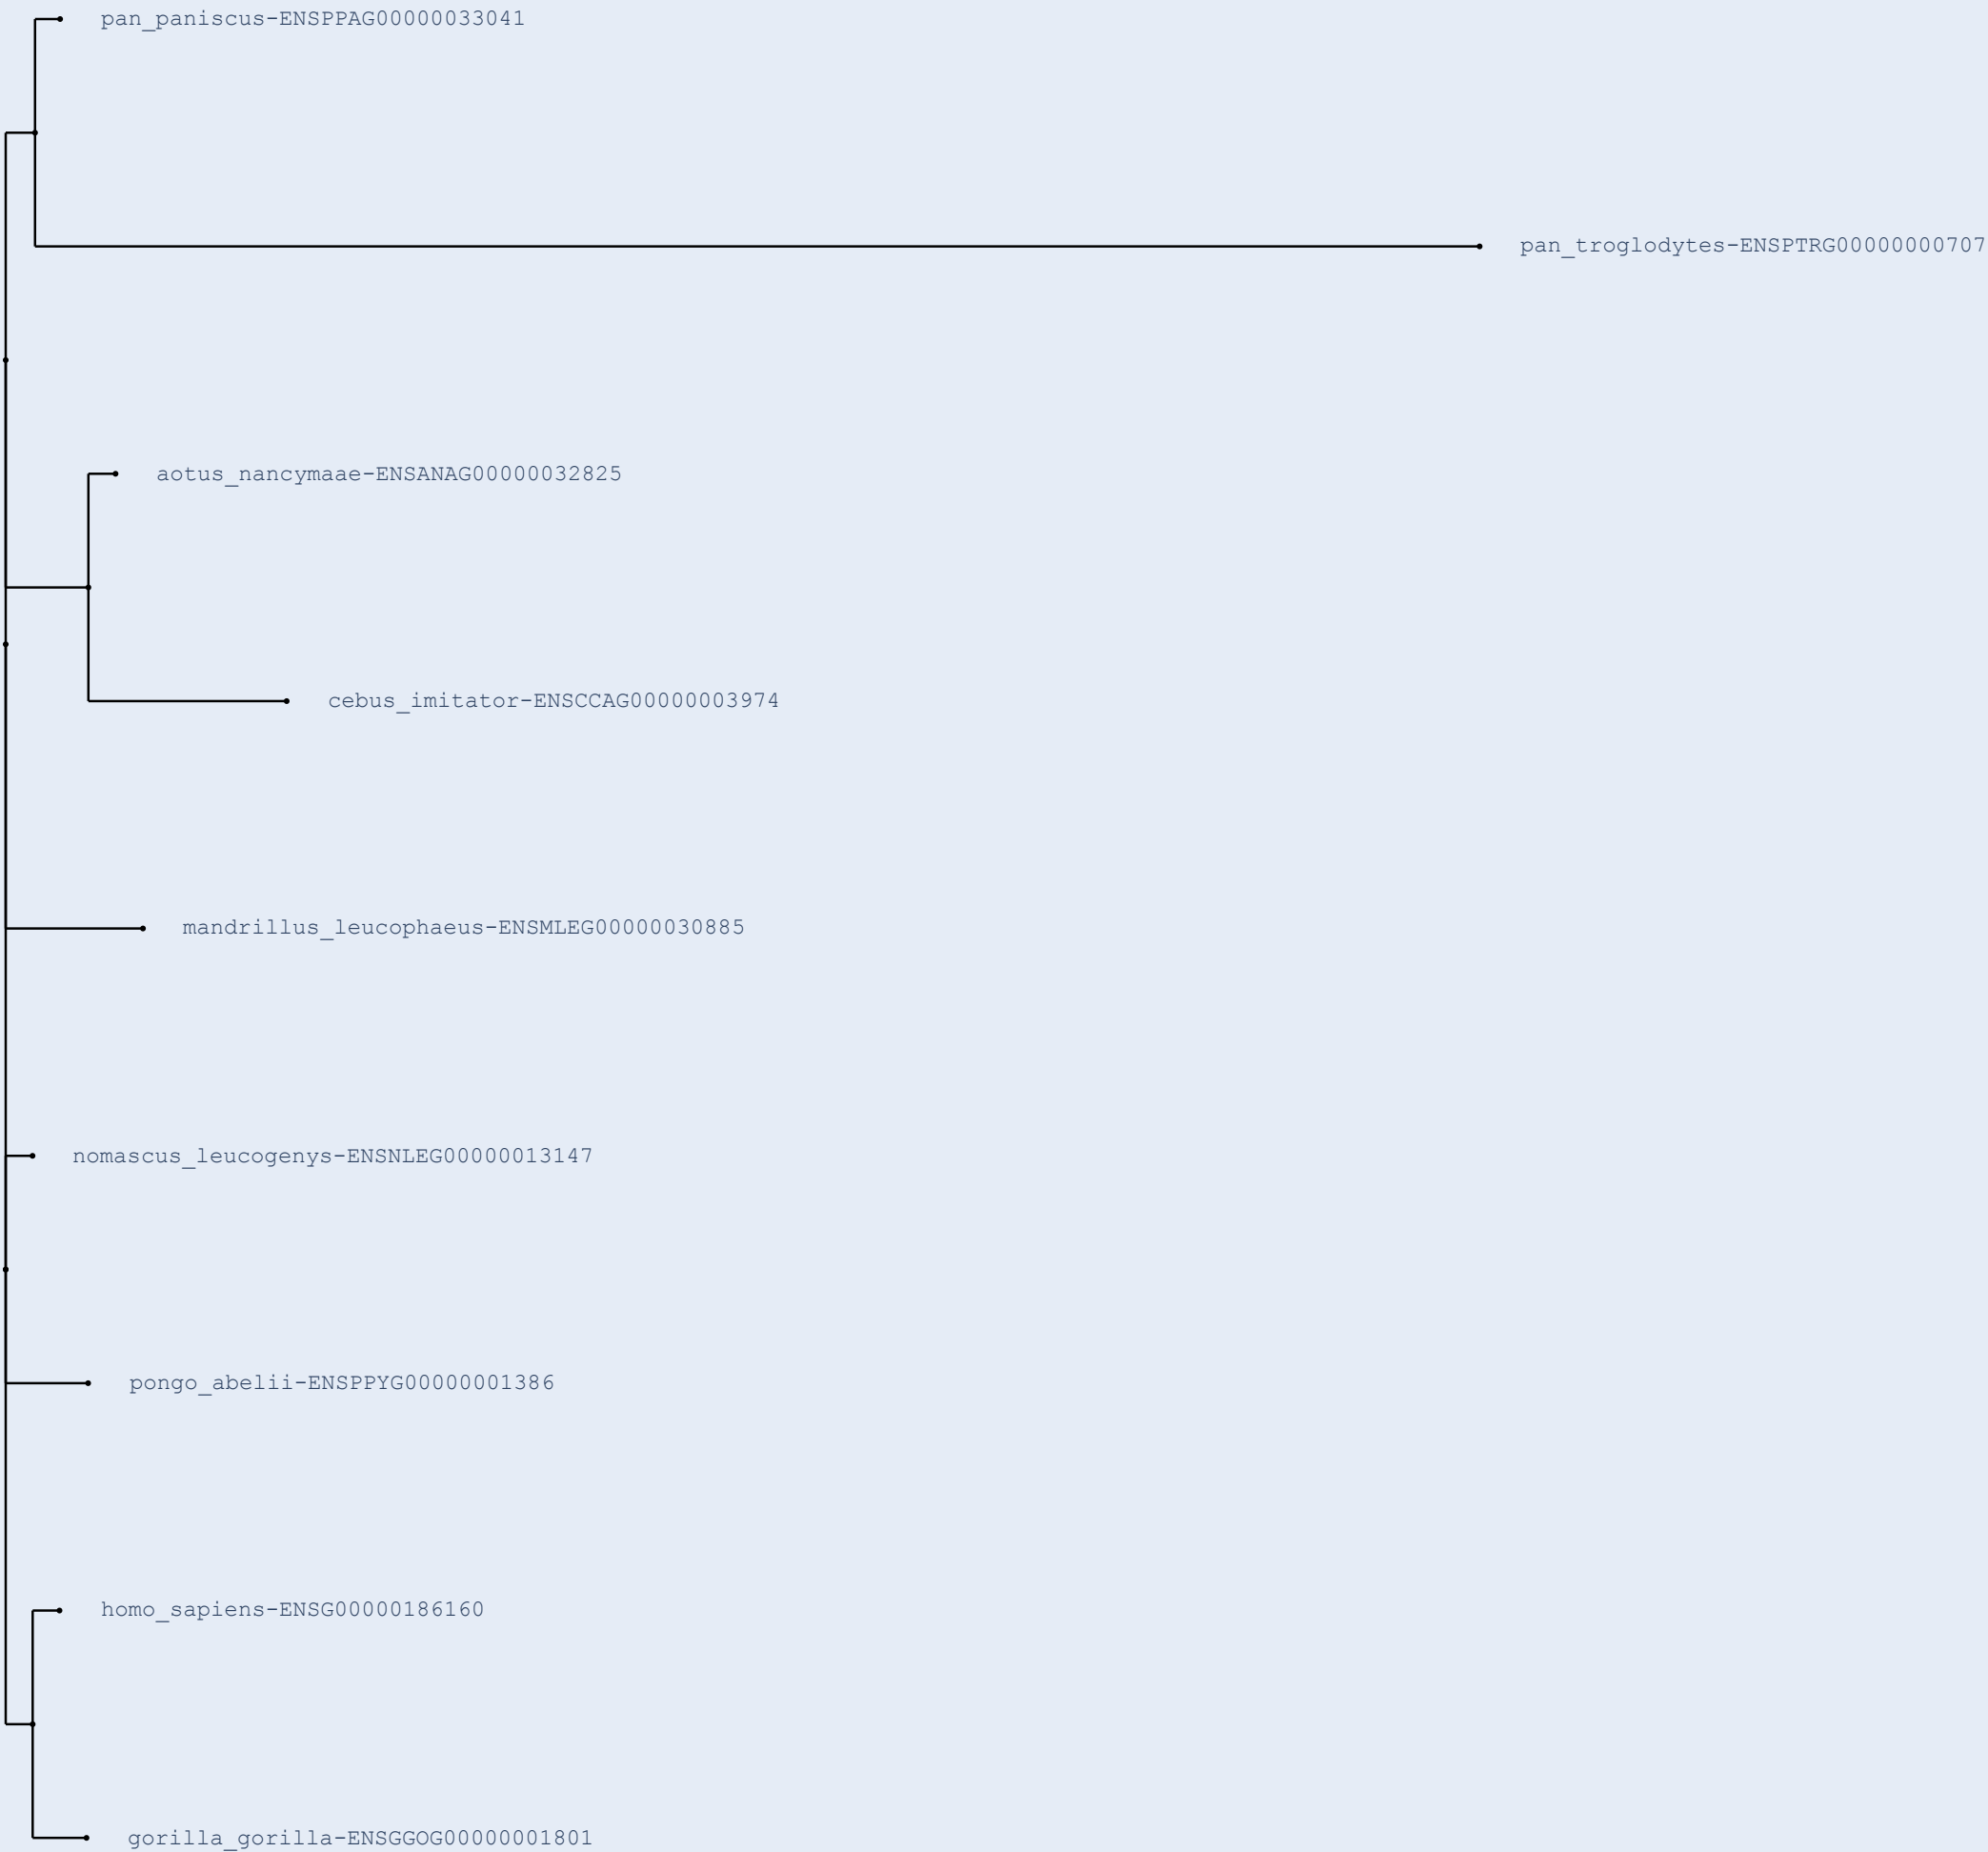 pan_paniscus-ENSPPAG00000033041
pan_troglodytes-ENSPTRG00000000707
aotus_nancymaae-ENSANAG00000032825
cebus_imitator-ENSCCAG00000003974
mandrillus_leucophaeus-ENSMLEG00000030885
nomascus_leucogenys-ENSNLEG00000013147
pongo_abelii-ENSPPYG00000001386
homo_sapiens-ENSG00000186160
gorilla_gorilla-ENSGGOG00000001801